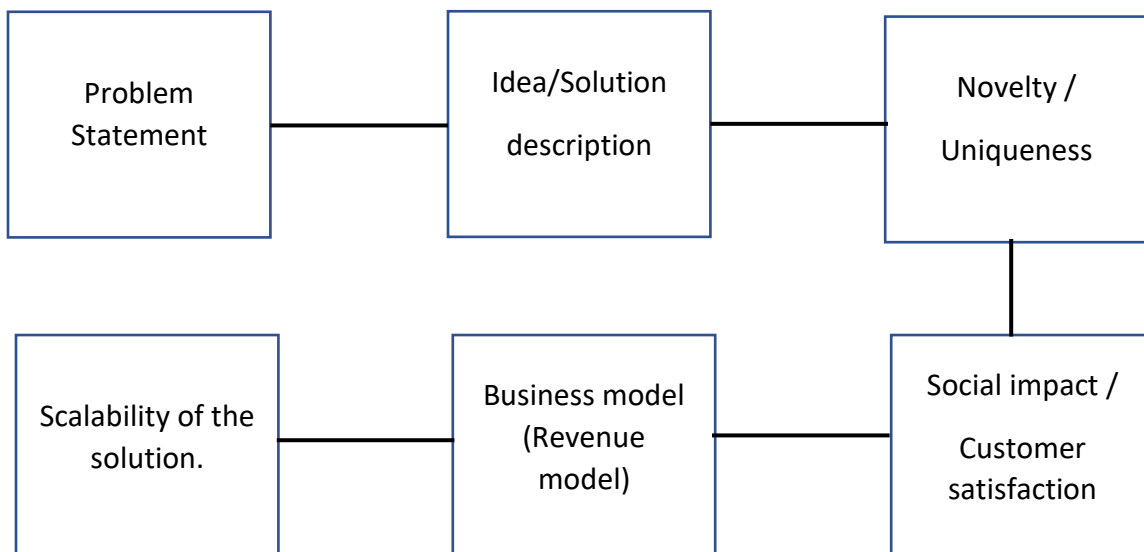 Problem
Statement
Idea/Solution
description
Novelty /
Uniqueness
Scalability of the
solution.
Business model
(Revenue
model)
Social impact /
Customer
satisfaction